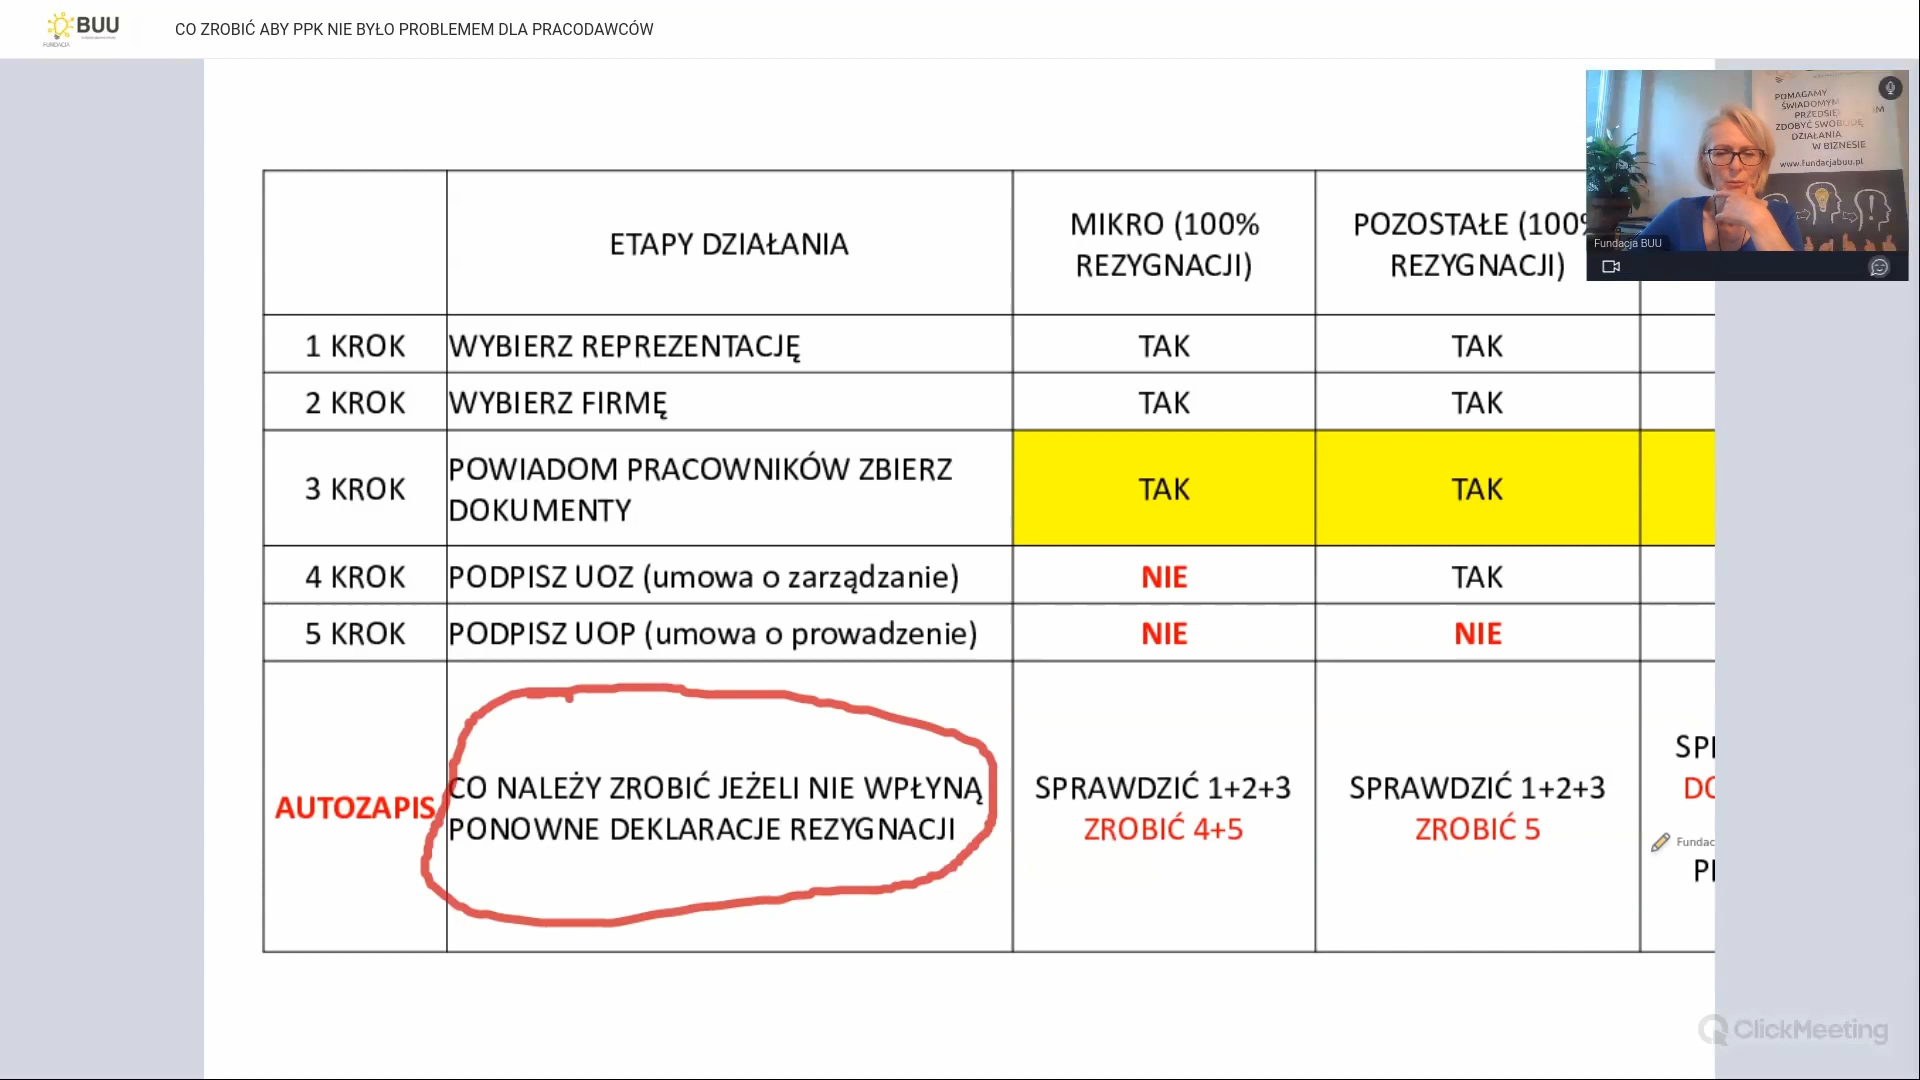 BUU
FUNDACJA
CO ZROBIĆ ABY PPK NIE BYŁO PROBLEMEM DLA PRACODAWCÓW
POMAGAMY
ŚWIADOMYM
PRZEDSIĘ
ZDOBYĆ SWOBODĘ
DZIAŁANIA
W BIZNESIE
www.fundacjabuu.pl
Fundacja BUU
ETAPY DZIAŁANIA
MIKRO (100%
REZYGNACJI)
POZOSTAŁE (100%
REZYGNACJI)
1 KROK WYBIERZ REPREZENTACJĘ TAK TAK
2 KROK WYBIERZ FIRMĘ TAK TAK
3 KROK POWIADOM PRACOWNIKÓW ZBIERZ
DOKUMENTY TAK TAK
4 KROK PODPISZ UOZ (umowa o zarządzanie) NIE TAK
5 KROK PODPISZ UOP (umowa o prowadzenie) NIE NIE
AUTOZAPIS
CO NALEŻY ZROBIĆ JEŻELI NIE WPŁYNĄ
PONOWNE DEKLARACJE REZYGNACJI
SPRAWDZIĆ 1+2+3
ZROBIĆ 4+5
SPRAWDZIĆ 1+2+3
ZROBIĆ 5
Fundac
ClickMeeting